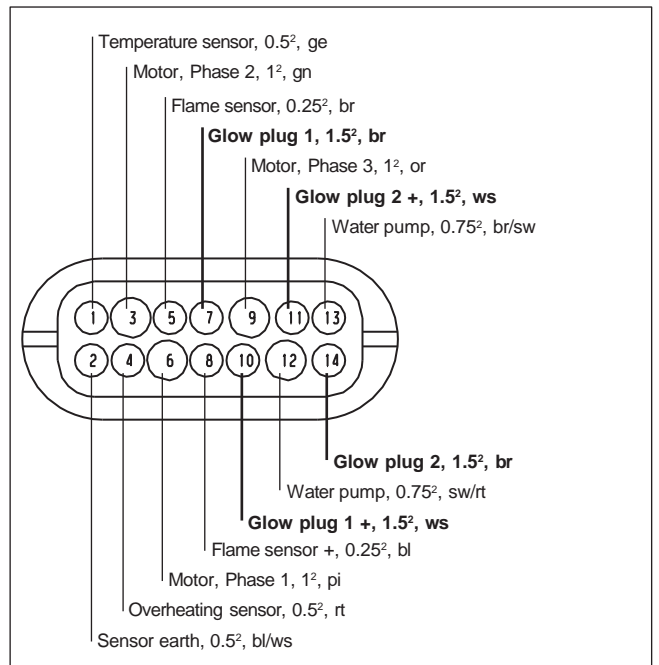 Temperature sensor, 0.5², ge
Motor, Phase 2, 1², gn
Flame sensor, 0.25², br
Glow plug 1, 1.5², br
Motor, Phase 3, 1², or
Glow plug 2 +, 1.5², ws
Water pump, 0.75², br/sw
1 3 5 7 9 11 13
2 4 6 8 10 12 14
Glow plug 2, 1.5², br
Water pump, 0.75², sw/rt
Glow plug 1 +, 1.5², ws
Flame sensor +, 0.25², bl
Motor, Phase 1, 1², pi
Overheating sensor, 0.5², rt
Sensor earth, 0.5², bl/ws